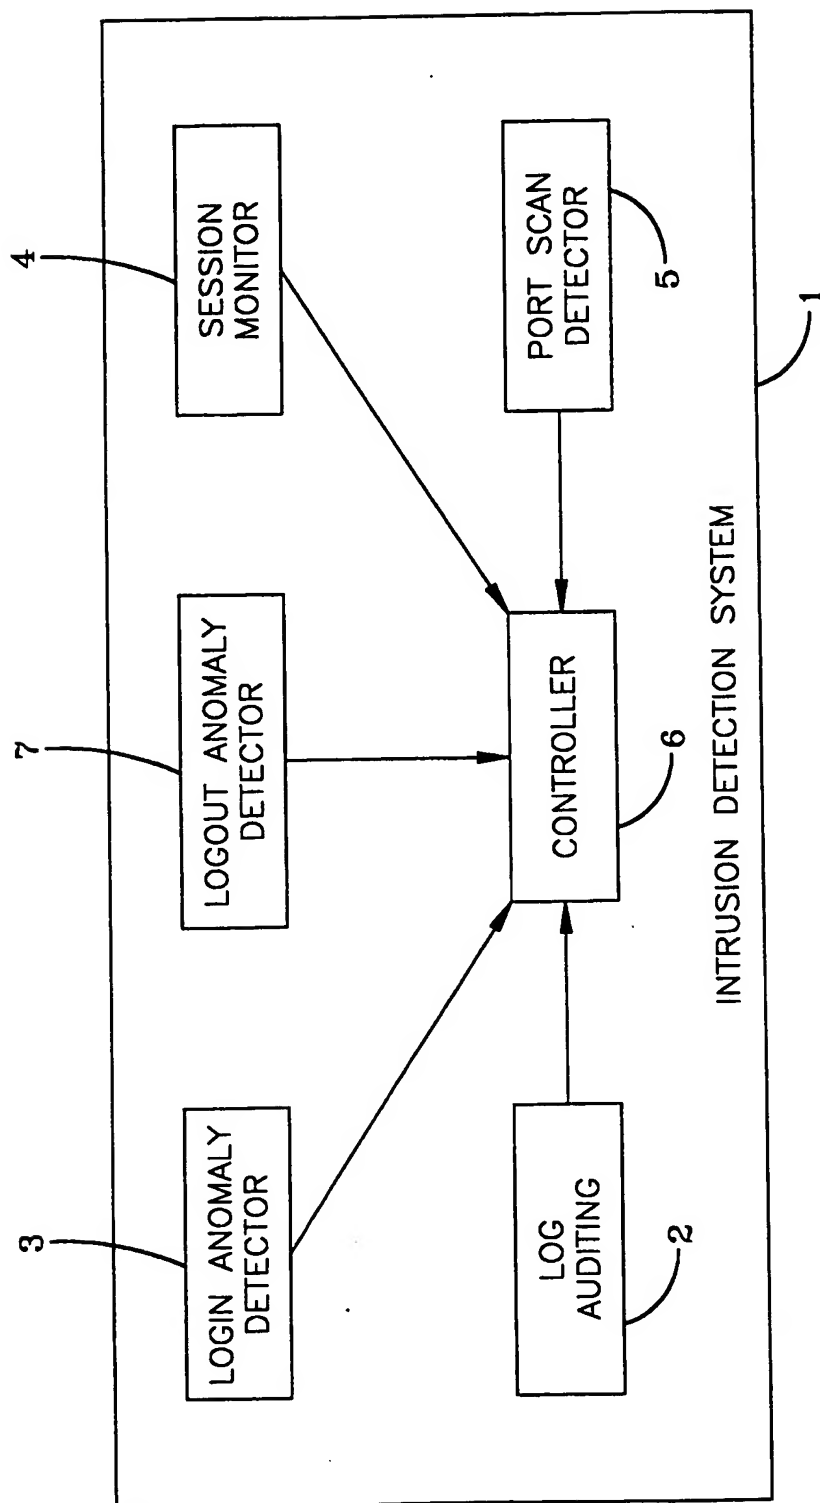 3
7
4
LOGIN ANOMALY
DETECTOR
LOGOUT ANOMALY
DETECTOR
SESSION
MONITOR
LOG
AUDITING
2
CONTROLLER
6
PORT SCAN
DETECTOR
5
INTRUSION DETECTION SYSTEM
1